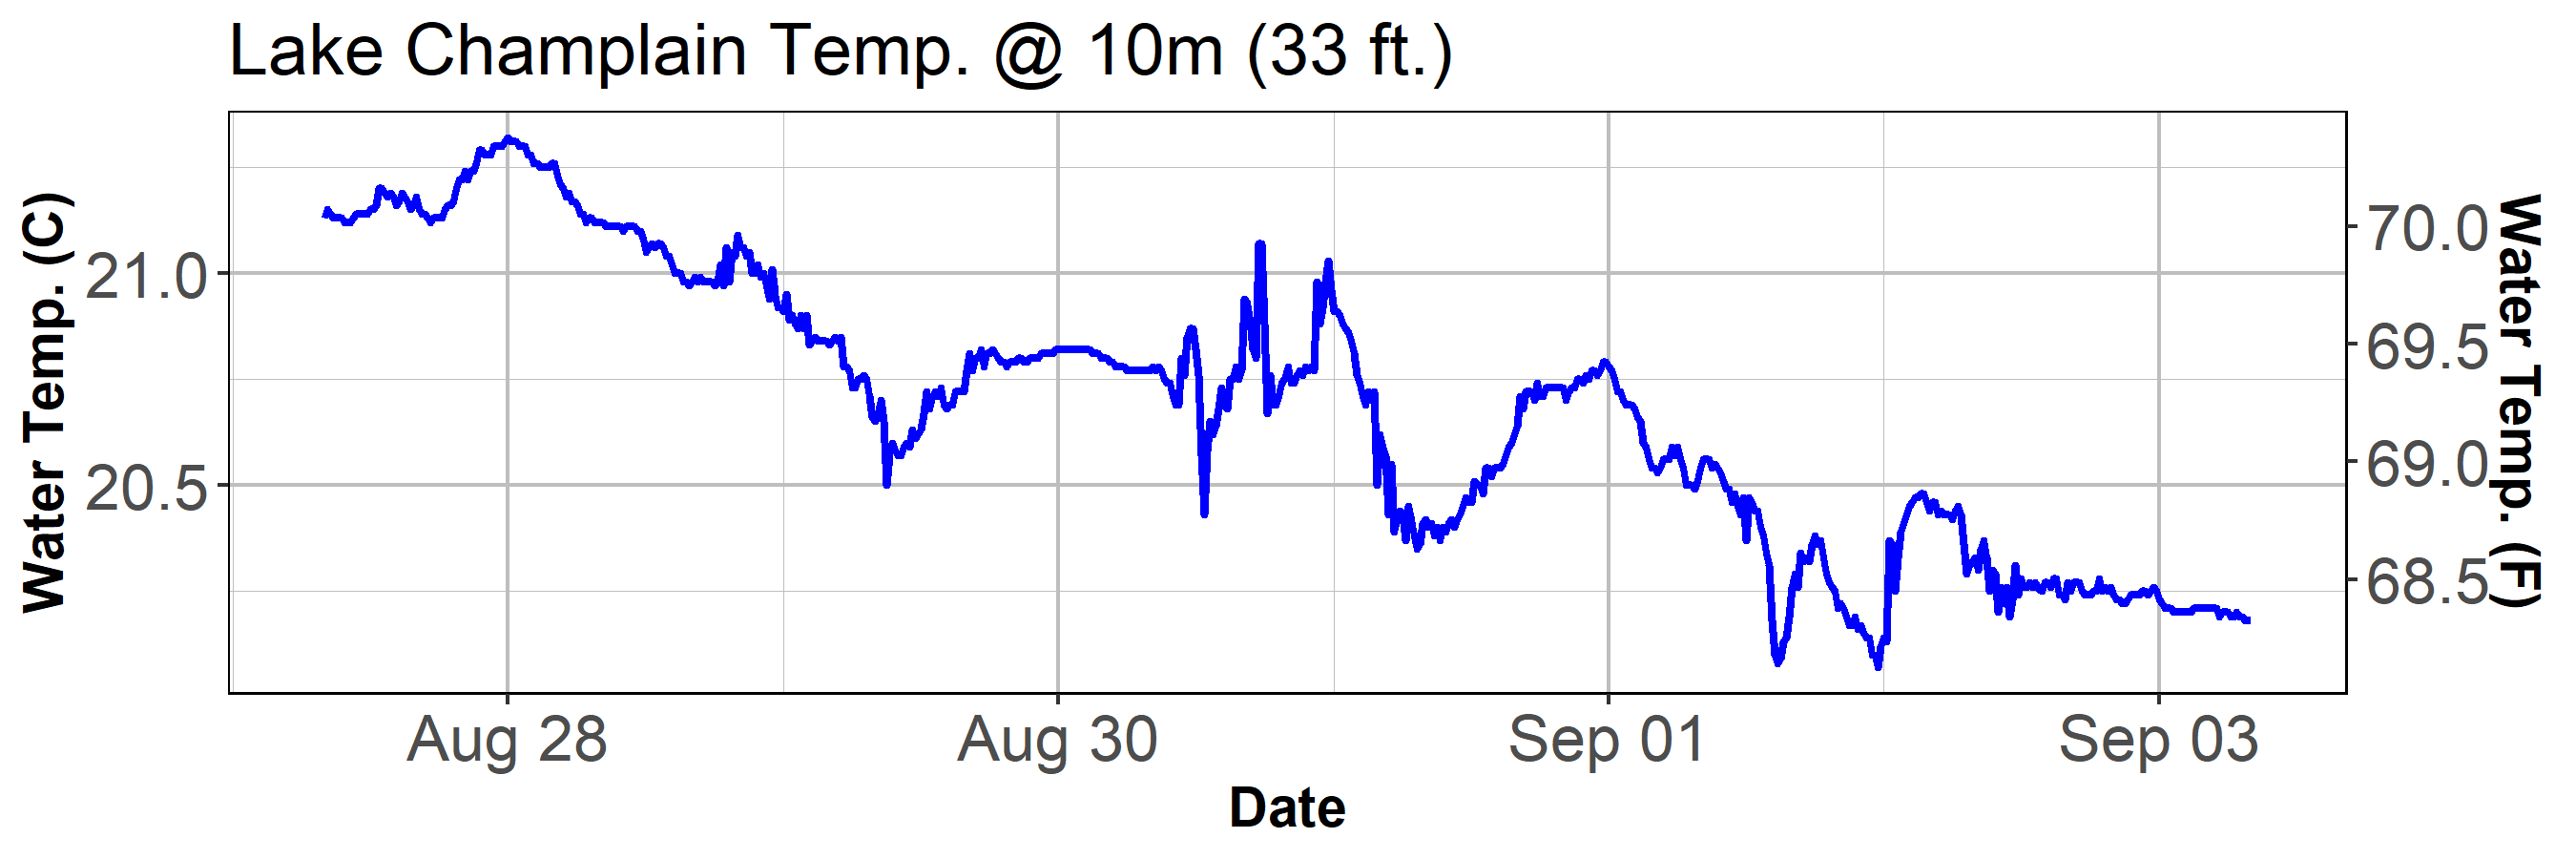 Lake Champlain Temp. @ 10m (33 ft.)
Water Temp. (C)
21.0
20.5
70.0
69.5
69.0
68.5
Water Temp. (F)
Aug 28
Aug 30
Sep 01
Sep 03
Date